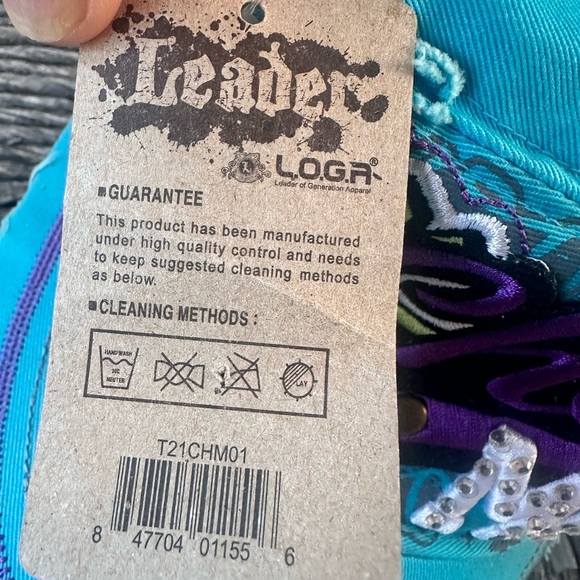 Leader
L.O.G.A®
Leader of Generation Apparel
GUARANTEE
This product has been manufactured
under high quality control and needs
to keep suggested cleaning methods
as below.
CLEANING METHODS :
HAND WASH
30C
NEUTER
LAY
T21CHM01
8 47704 01155 6